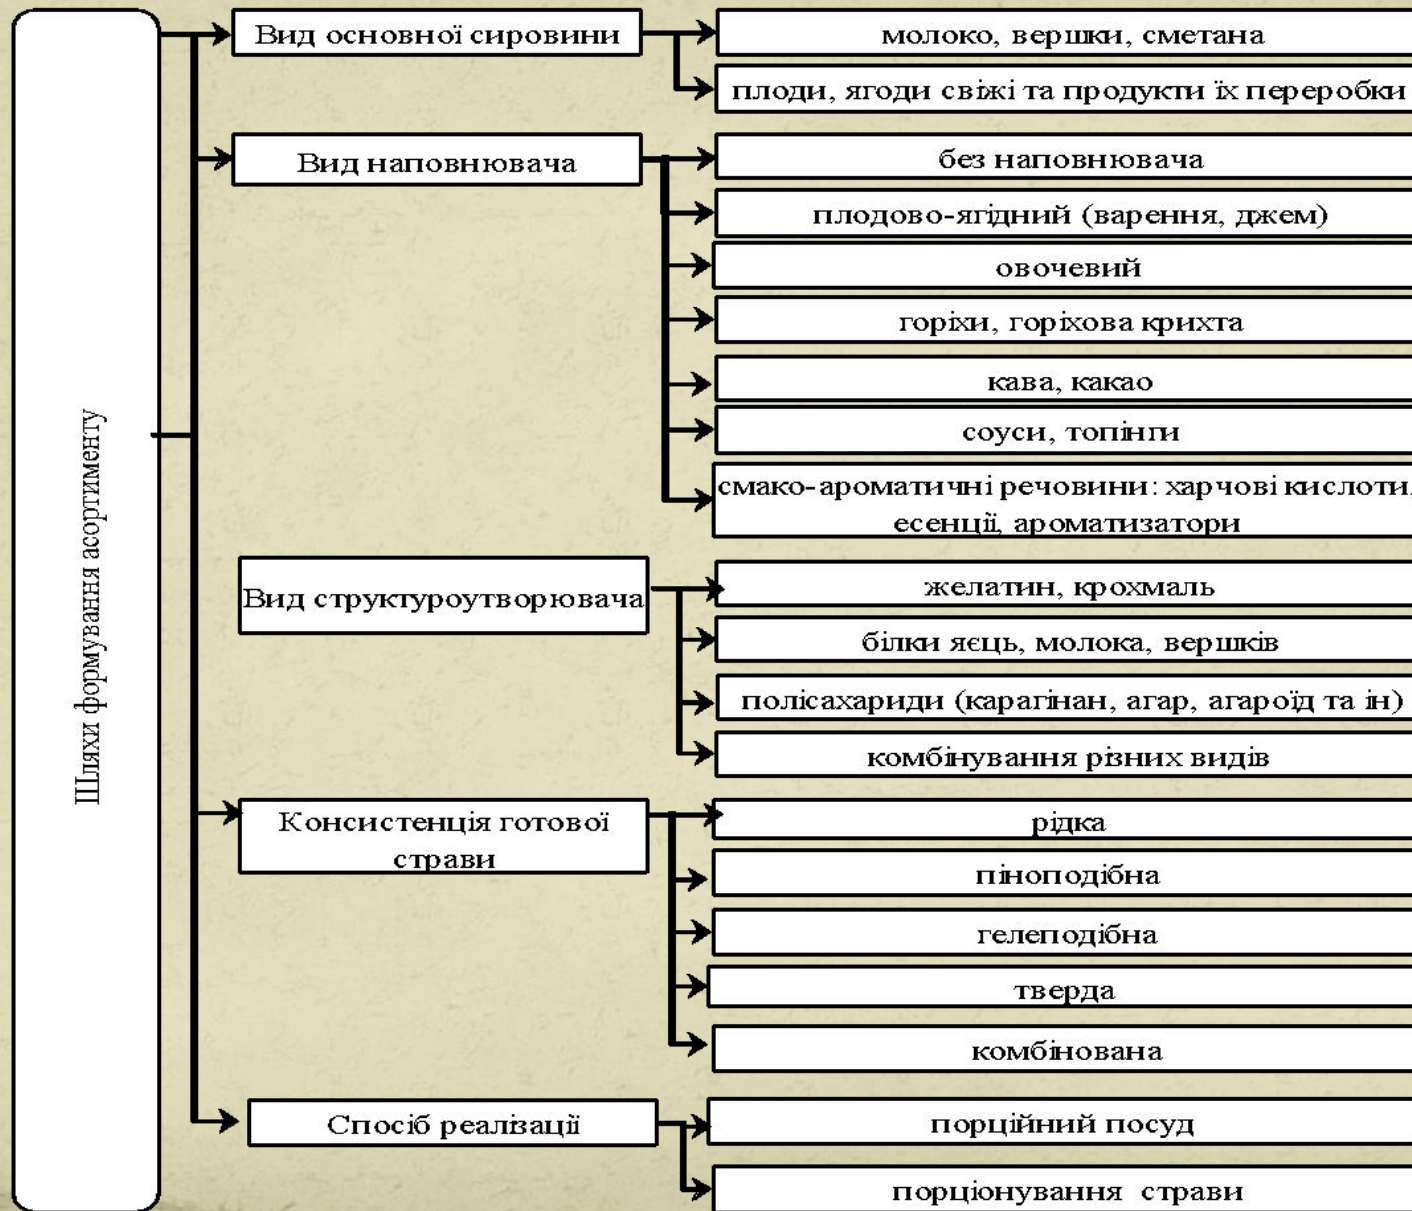 Шляхи формування асортименту
Вид основної сировини
молоко, вершки, сметана
плоди, ягоди свіжі та продукти їх переробки
Вид наповнювача
без наповнювача
плодово-ягідний (варення, джем)
овочевий
горіхи, горіхова крихта
кава, какао
соуси, топінги
смако-ароматичні речовини: харчові кислоти,
есенції, ароматизатори
Вид структуроутворювача
желатин, крохмаль
білки яєць, молока, вершків
полісахариди (карагінан, агар, агароїд та ін)
комбінування різних видів
Консистенція готової
страви
рідка
піноподібна
гелеподібна
тверда
комбінована
Спосіб реалізації
порційний посуд
порціонування страви